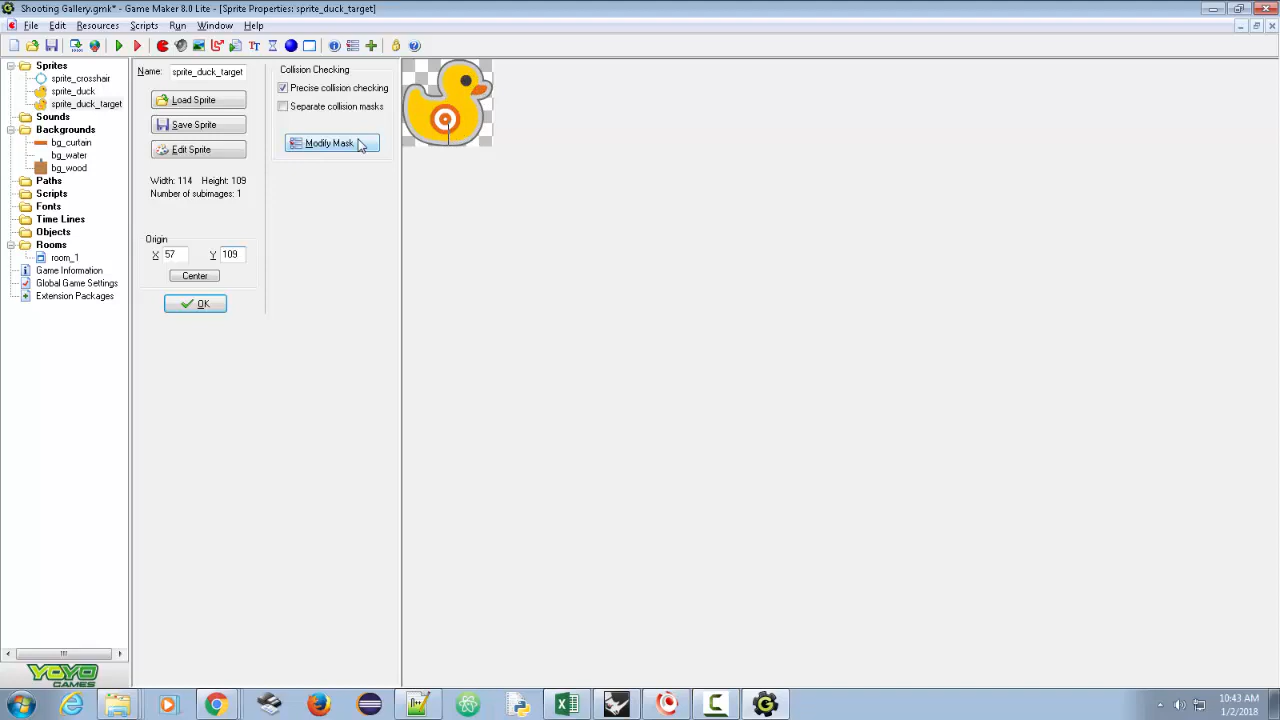 Shooting Gallery.gmk* - Game Maker 8.0 Lite - [Sprite Properties: sprite_duck_target]
File Edit Resources Scripts Run Window Help
Sprites
sprite_crosshair
sprite_duck
sprite_duck_target
Sounds
Backgrounds
bg_curtain
bg_water
bg_wood
Paths
Scripts
Fonts
Time Lines
Objects
Rooms
room_1
Game Information
Global Game Settings
Extension Packages
YOYO
GAMES
Name: sprite_duck_target
Load Sprite
Save Sprite
Edit Sprite
Width: 114 Height: 109
Number of subimages: 1
Origin
X 57 Y 109
Center
OK
Collision Checking
Precise collision checking
Separate collision masks
Modify Mask
10:43 AM
1/2/2018